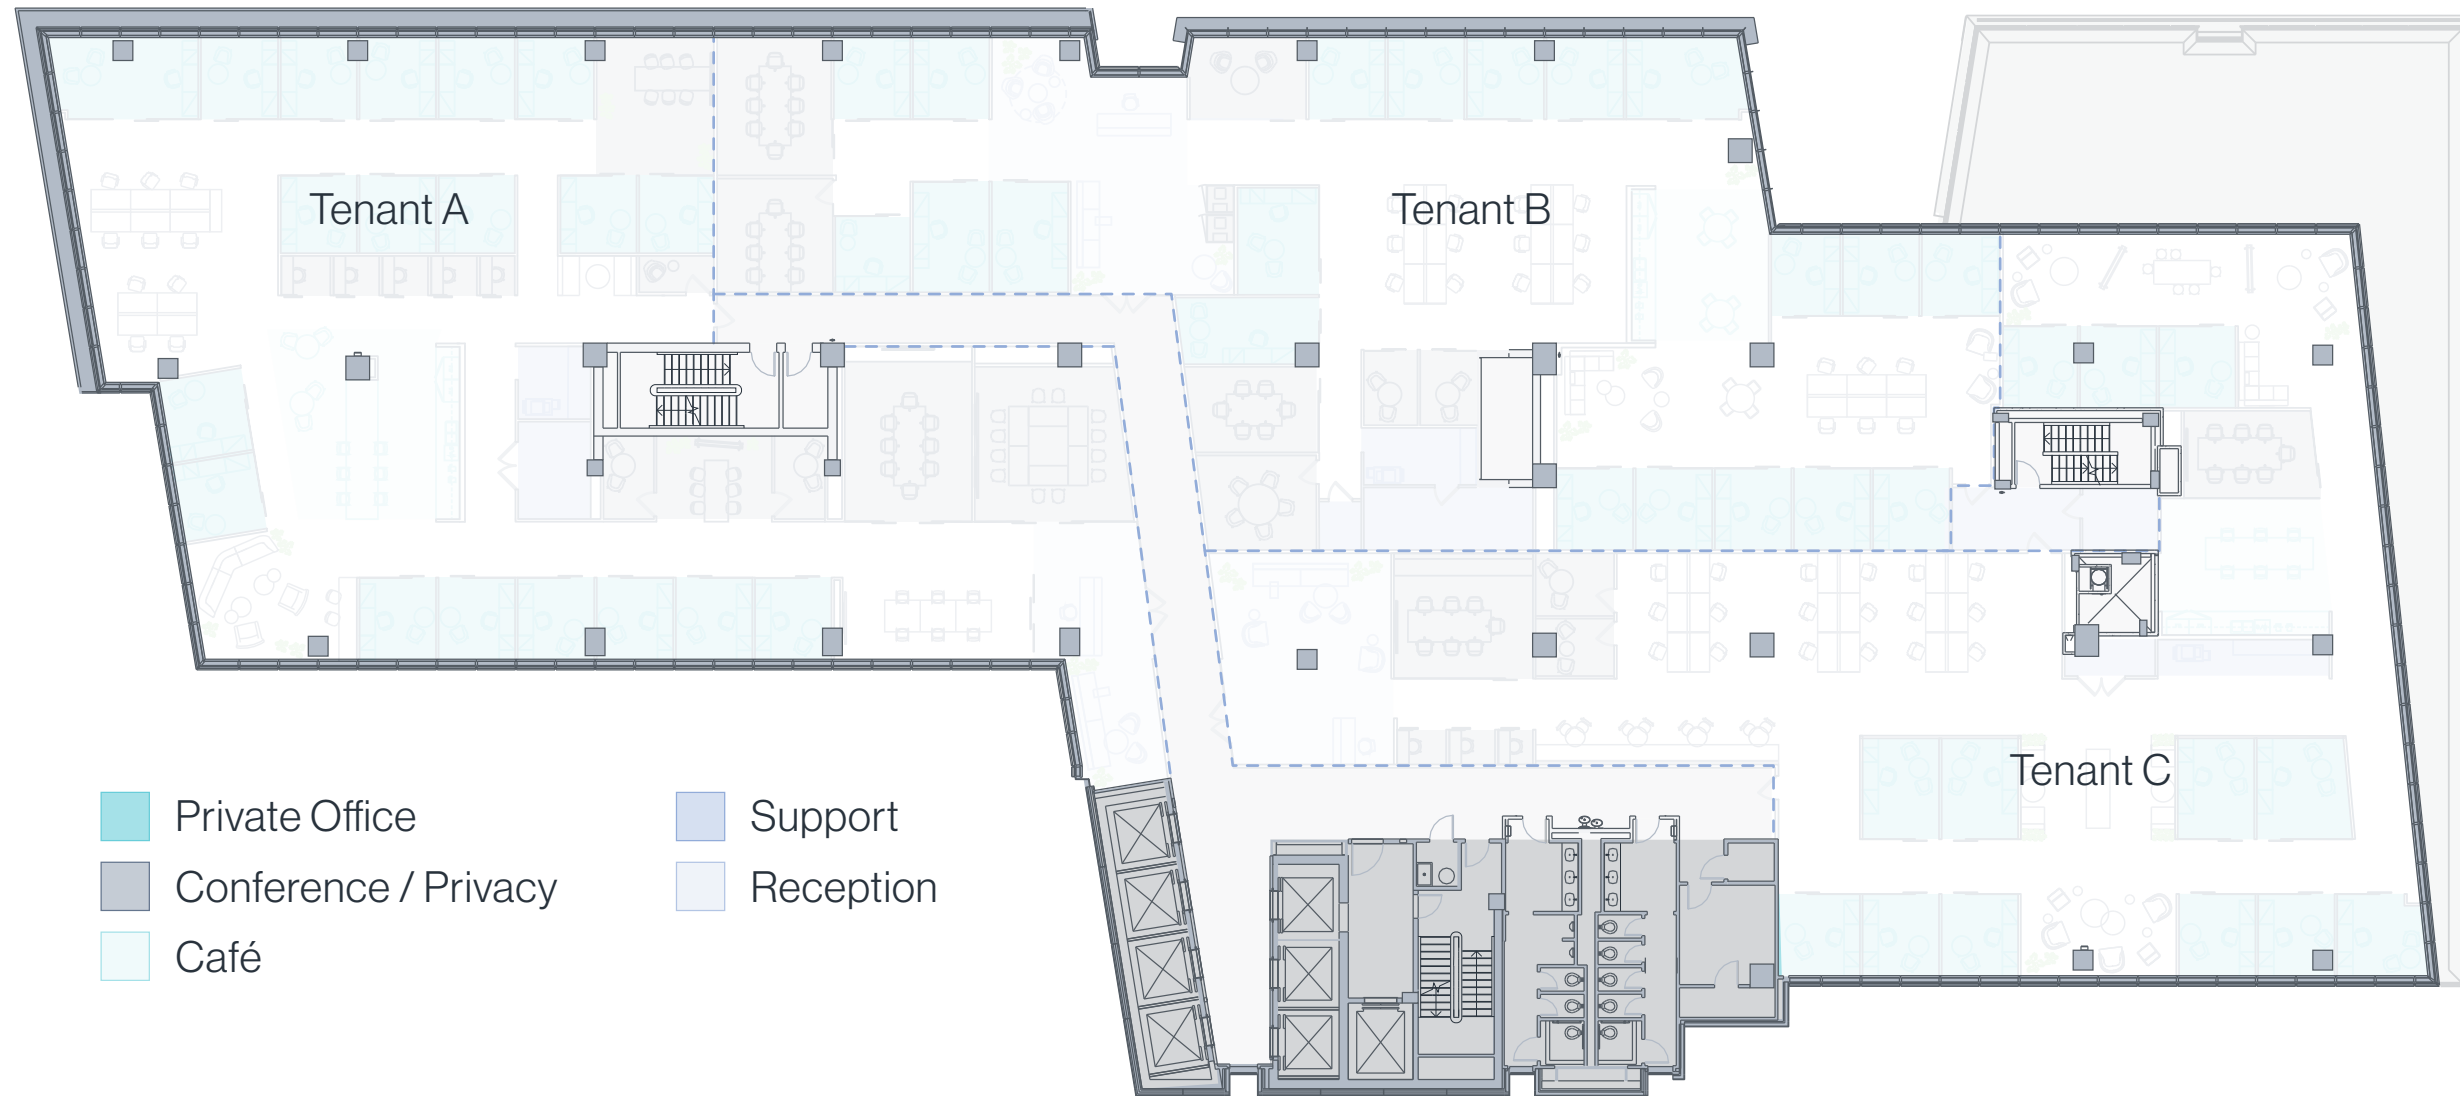 Tenant A
Tenant B
Tenant C
Private Office
Conference / Privacy
Café
Support
Reception